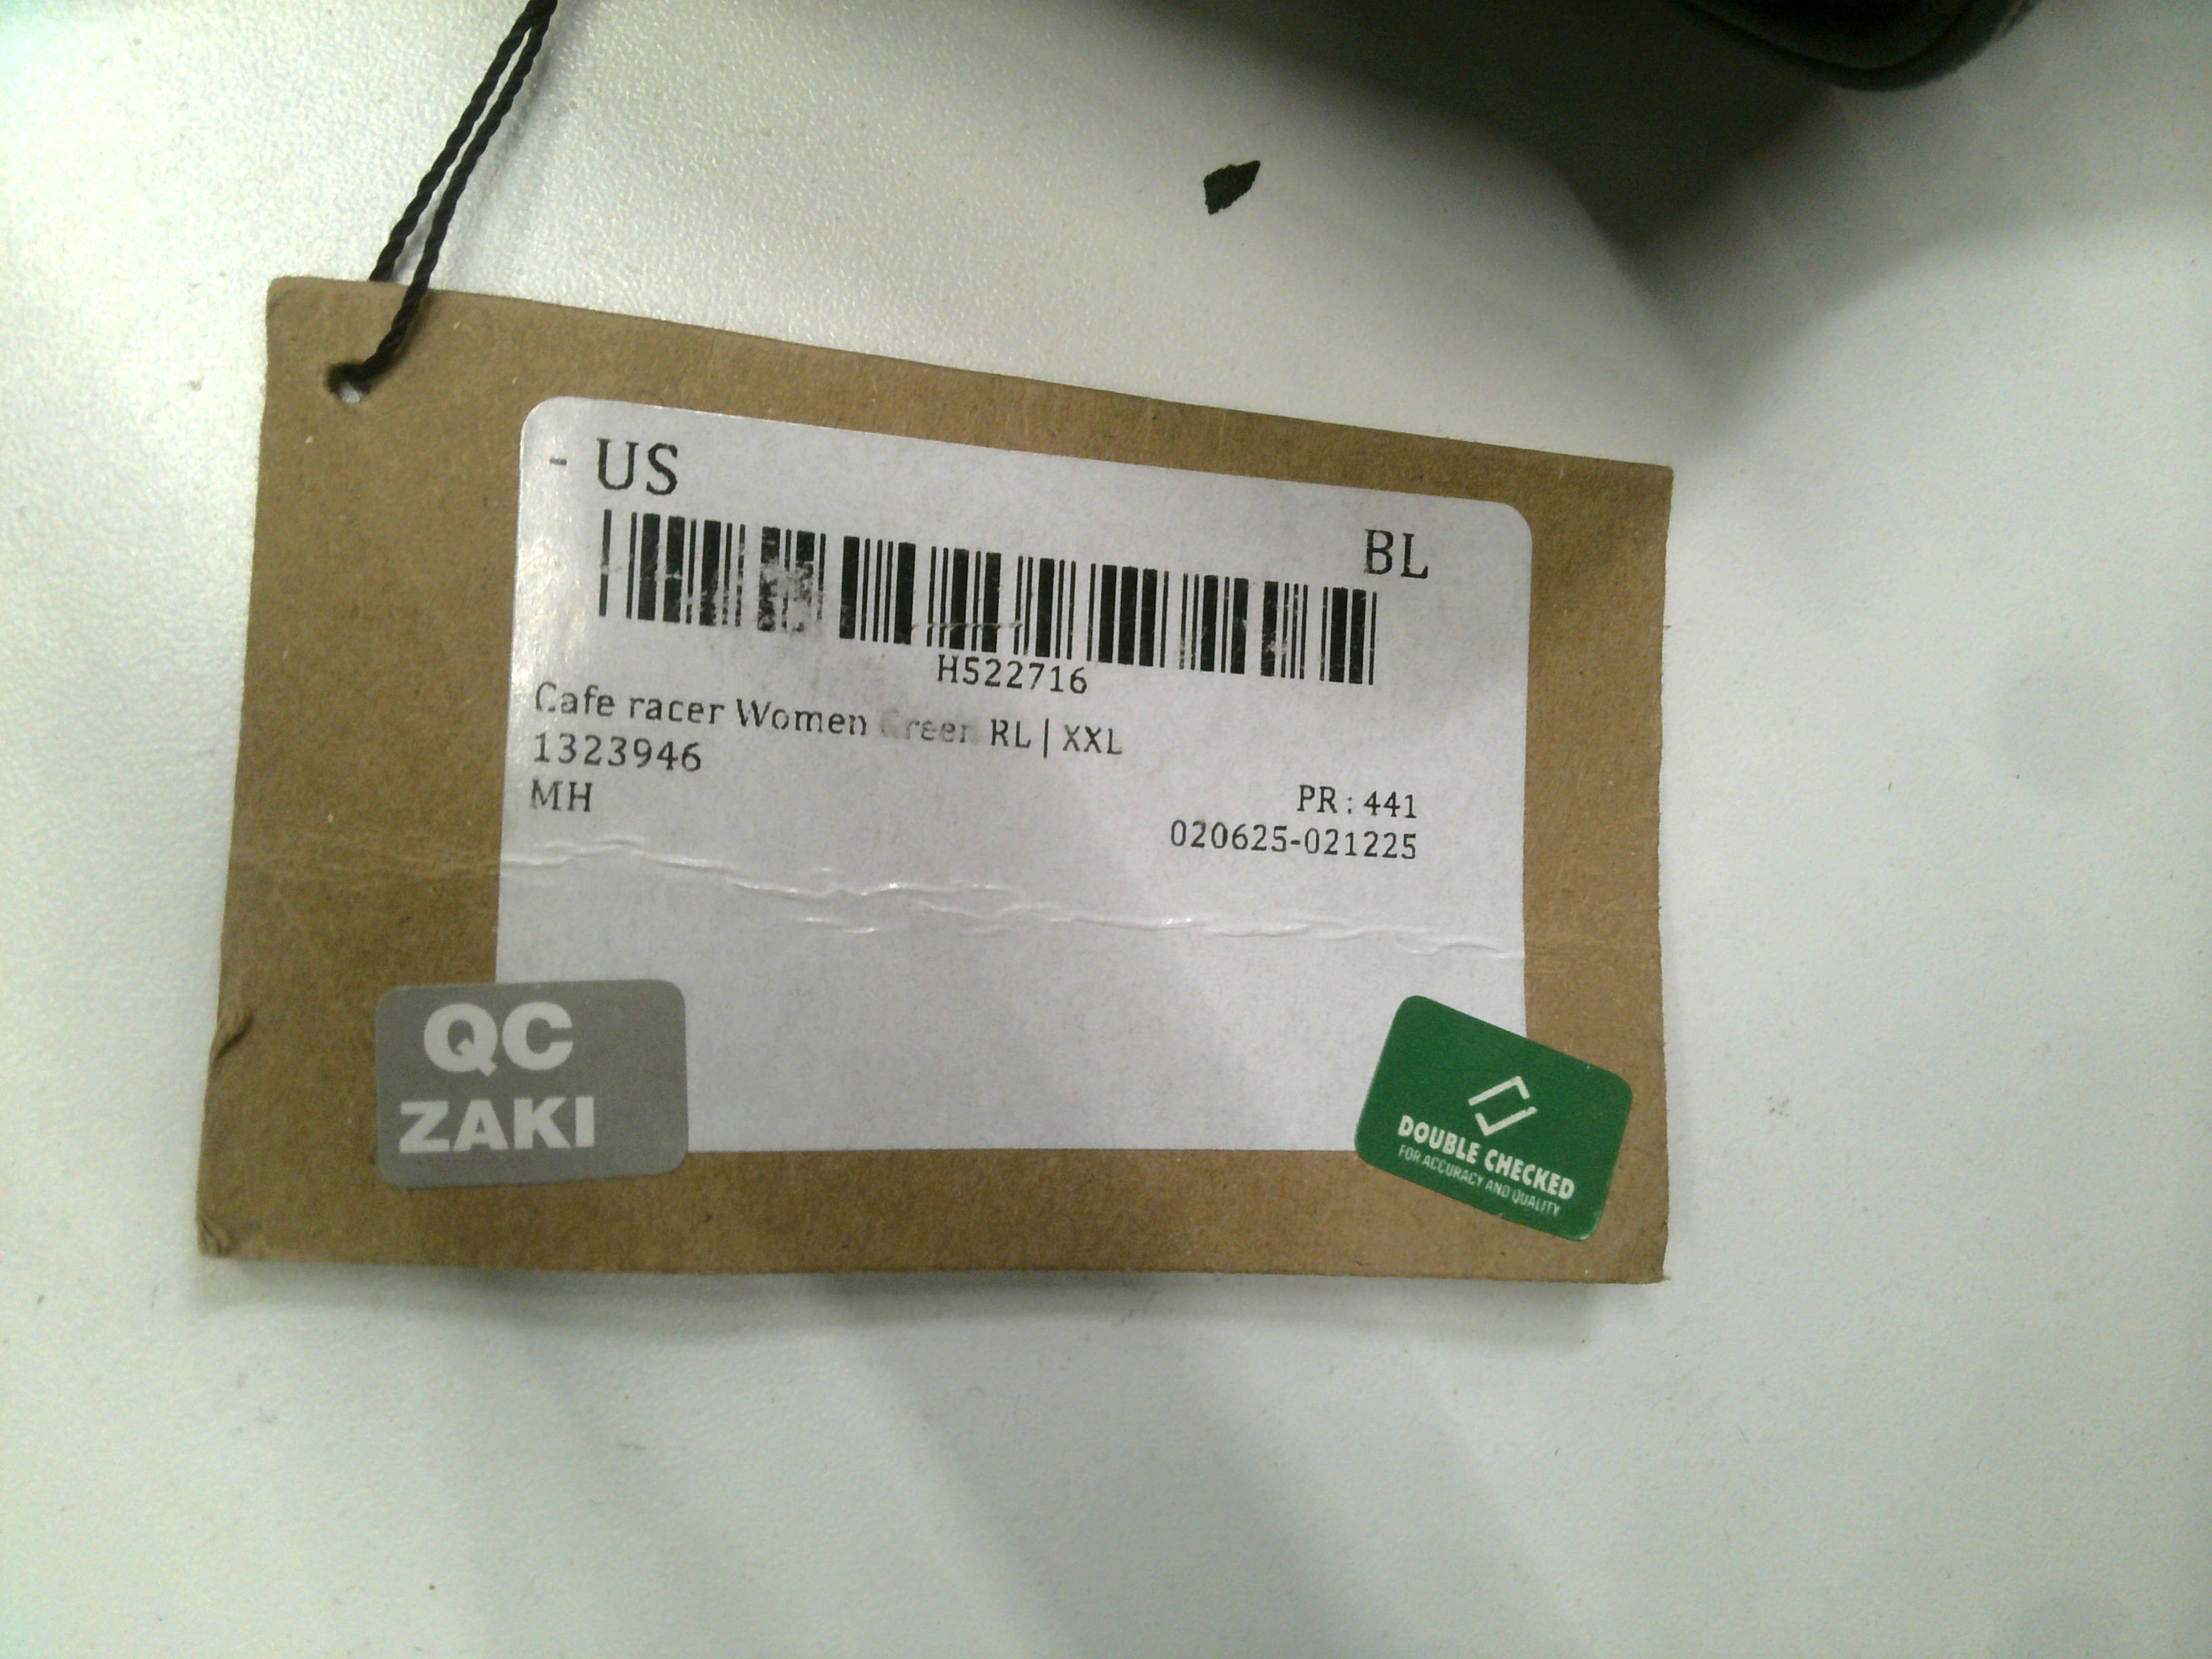 - US
BL
H522716
Cafe racer Women Green RL | XXL
1323946
MH
PR : 441
020625-021225
QC
ZAKI
DOUBLE CHECKED
FOR ACCURACY AND QUALITY